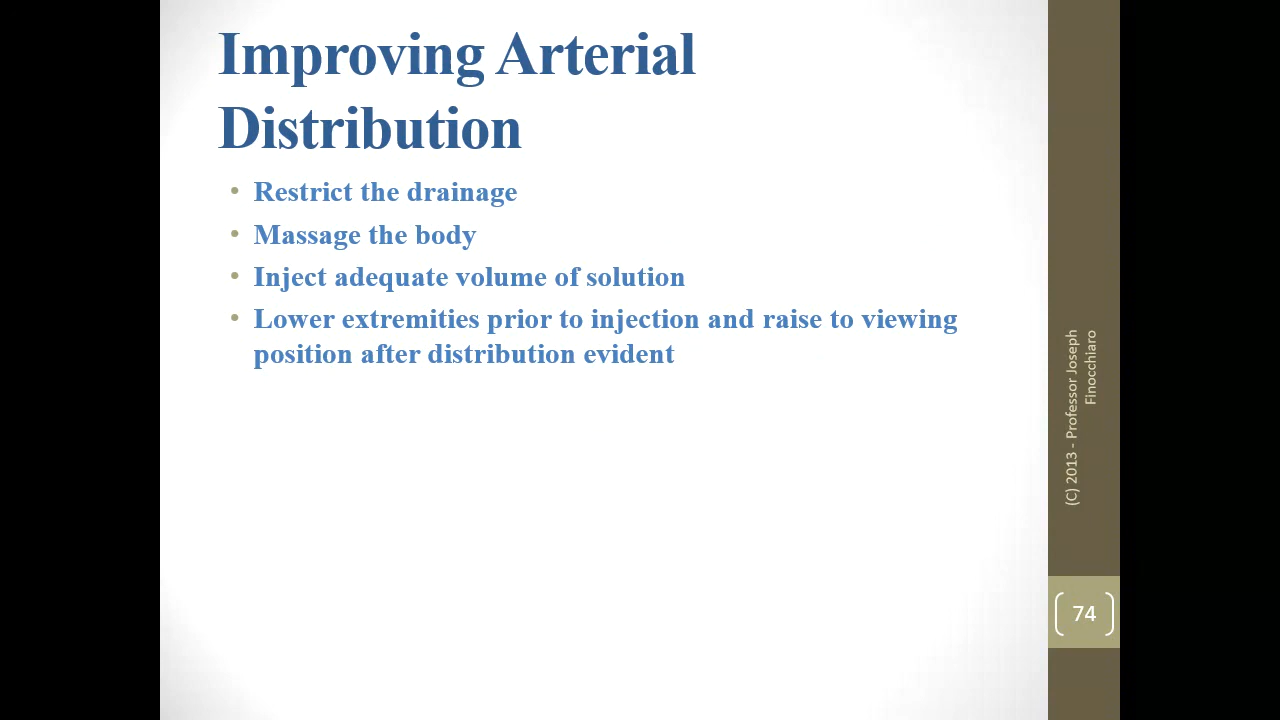 Improving Arterial
Distribution
• Restrict the drainage
• Massage the body
• Inject adequate volume of solution
• Lower extremities prior to injection and raise to viewing
position after distribution evident
(C) 2013 - Professor Joseph
Finocchiaro
74